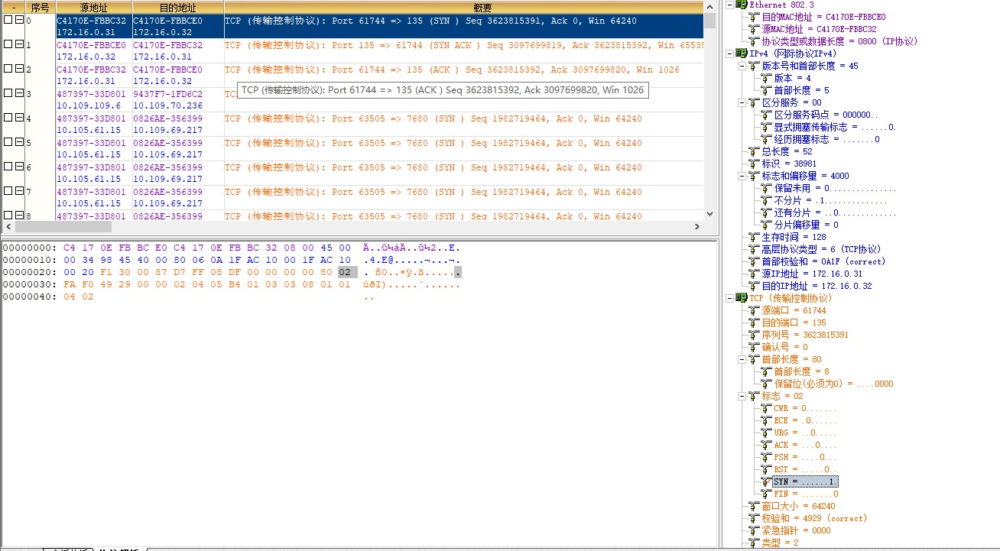 - 序号 源地址 目的地址 概要
0 C4170E-FBBC32 C4170E-FBBCE0 TCP (传输控制协议): Port 61744 => 135 (SYN ) Seq 3623815391, Ack 0, Win 64240
172.16.0.31 172.16.0.32
1 C4170E-FBBCE0 C4170E-FBBC32 TCP (传输控制协议): Port 135 => 61744 (SYN ACK ) Seq 3097699819, Ack 3623815392, Win 65535
172.16.0.32 172.16.0.31
2 C4170E-FBBC32 C4170E-FBBCE0 TCP (传输控制协议): Port 61744 => 135 (ACK ) Seq 3623815392, Ack 3097699820, Win 1026
172.16.0.31 172.16.0.32
TCP (传输控制协议): Port 61744 => 135 (ACK ) Seq 3623815392, Ack 3097699820, Win 1026
3 487397-33D801 9437F7-1FD6C2
10.109.109.6 10.109.70.236
4 487397-33D801 0826AE-356399 TCP (传输控制协议): Port 63505 => 7680 (SYN ) Seq 1982719464, Ack 0, Win 64240
10.105.61.15 10.109.69.217
5 487397-33D801 0826AE-356399 TCP (传输控制协议): Port 63505 => 7680 (SYN ) Seq 1982719464, Ack 0, Win 64240
10.105.61.15 10.109.69.217
6 487397-33D801 0826AE-356399 TCP (传输控制协议): Port 63505 => 7680 (SYN ) Seq 1982719464, Ack 0, Win 64240
10.105.61.15 10.109.69.217
7 487397-33D801 0826AE-356399 TCP (传输控制协议): Port 63505 => 7680 (SYN ) Seq 1982719464, Ack 0, Win 64240
10.105.61.15 10.109.69.217
8 487397-33D801 0826AE-356399 TCP (传输控制协议): Port 63505 => 7680 (SYN ) Seq 1982719464, Ack 0, Win 64240
00000000: C4 17 0E FB BC E0 C4 17 0E FB BC 32 08 00 45 00 Ä..û¼àÄ..û¼2..E.
00000010: 00 34 98 45 40 00 80 06 0A 1F AC 10 00 1F AC 10 .4.E@.....¬...¬.
00000020: 00 20 F1 30 00 87 D7 FF 08 DF 00 00 00 00 80 02 . ñ0..×ÿ.ß......
00000030: FA F0 49 29 00 00 02 04 05 B4 01 03 03 08 01 01 úðI).....´......
00000040: 04 02 ..
Ethernet 802.3
目的MAC地址 = C4170E-FBBCE0
源MAC地址 = C4170E-FBBC32
协议类型或数据长度 = 0800 (IP协议)
IPv4 (网际协议IPv4)
版本号和首部长度 = 45
版本 = 4
首部长度 = 5
区分服务 = 00
区分服务码点 = 000000..
显式拥塞传输标志 = ......0.
经历拥塞标志 = .......0
总长度 = 52
标识 = 38981
标志和偏移量 = 4000
保留未用 = 0...............
不分片 = .1..............
还有分片 = ..0.............
分片偏移量 = 0
生存时间 = 128
高层协议类型 = 6 (TCP协议)
首部校验和 = 0A1F (correct)
源IP地址 = 172.16.0.31
目的IP地址 = 172.16.0.32
TCP (传输控制协议)
源端口 = 61744
目的端口 = 135
序列号 = 3623815391
确认号 = 0
首部长度 = 80
首部长度 = 8
保留位(必须为0) = ....0000
标志 = 02
CWR = 0.......
ECE = .0......
URG = ..0.....
ACK = ...0....
PSH = ....0...
RST = .....0..
SYN = ......1.
FIN = .......0
窗口大小 = 64240
校验和 = 4929 (correct)
紧急指针 = 0000
类型 = 2